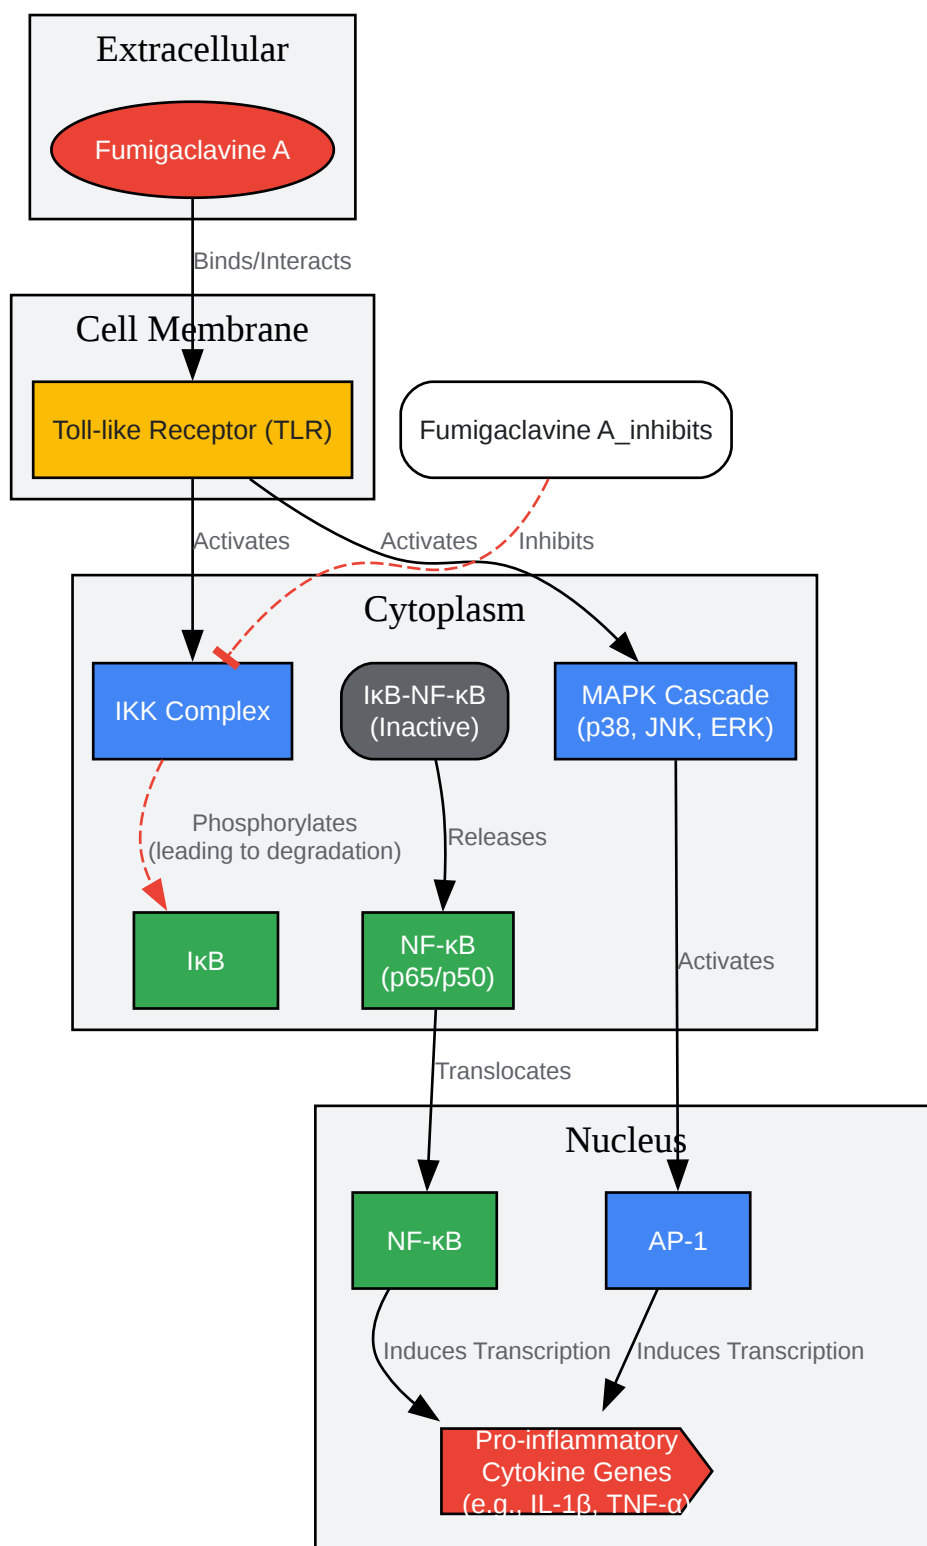 Extracellular
Fumigaclavine A
Binds/Interacts
Cell Membrane
Toll-like Receptor (TLR)
Fumigaclavine A_inhibits
Activates
Activates
Inhibits
Cytoplasm
IKK Complex
IκB-NF-κB
(Inactive)
MAPK Cascade
(p38, JNK, ERK)
Phosphorylates
(leading to degradation)
Releases
IκB
NF-κB
(p65/p50)
Activates
Translocates
Nucleus
NF-κB
AP-1
Induces Transcription
Induces Transcription
Pro-inflammatory
Cytokine Genes
(e.g., IL-1β, TNF-α)